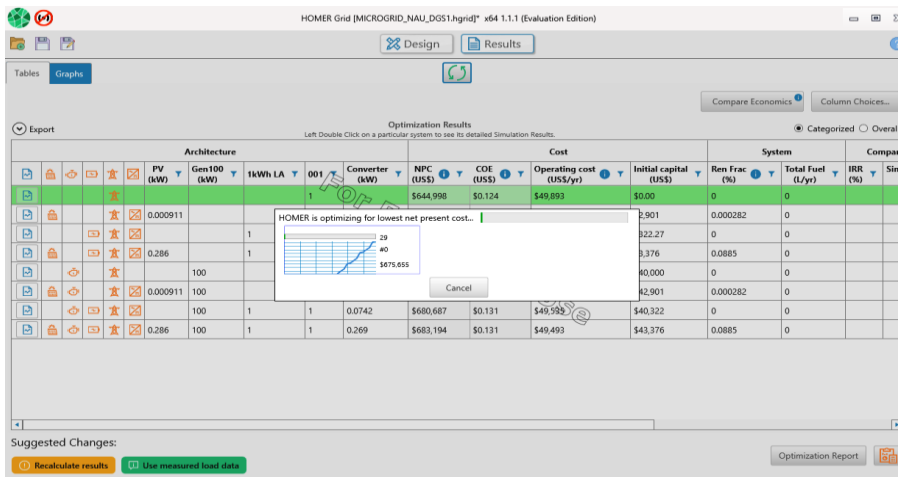 HOMER Grid [MICROGRID_NAU_DGS1.hgrid]* x64 1.1.1 (Evaluation Edition)
Design Results
Tables Graphs
Compare Economics Column Choices...
Export
Optimization Results
Left Double Click on a particular system to see its detailed Simulation Results.
Categorized Overal
Architecture Cost System Compar
PV (kW) Gen100 (kW) 1kWh LA 001 Converter (kW) NPC (US$) COE (US$) Operating cost (US$/yr) Initial capital (US$) Ren Frac (%) Total Fuel (L/yr) IRR (%) Sim
1 $644,998 $0.124 $49,893 $0.00 0 0
0.000911 2,901 0.000282 0
1 322.27 0 0
0.286 1 3,376 0.0885 0
100 40,000 0 0
0.000911 100 42,901 0.000282 0
100 1 1 0.0742 $680,687 $0.131 $49,535 $40,322 0 0
0.286 100 1 1 0.269 $683,194 $0.131 $49,493 $43,376 0.0885 0
HOMER is optimizing for lowest net present cost...
29
#0
$675,655
Cancel
For
Use
Suggested Changes:
Recalculate results Use measured load data
Optimization Report